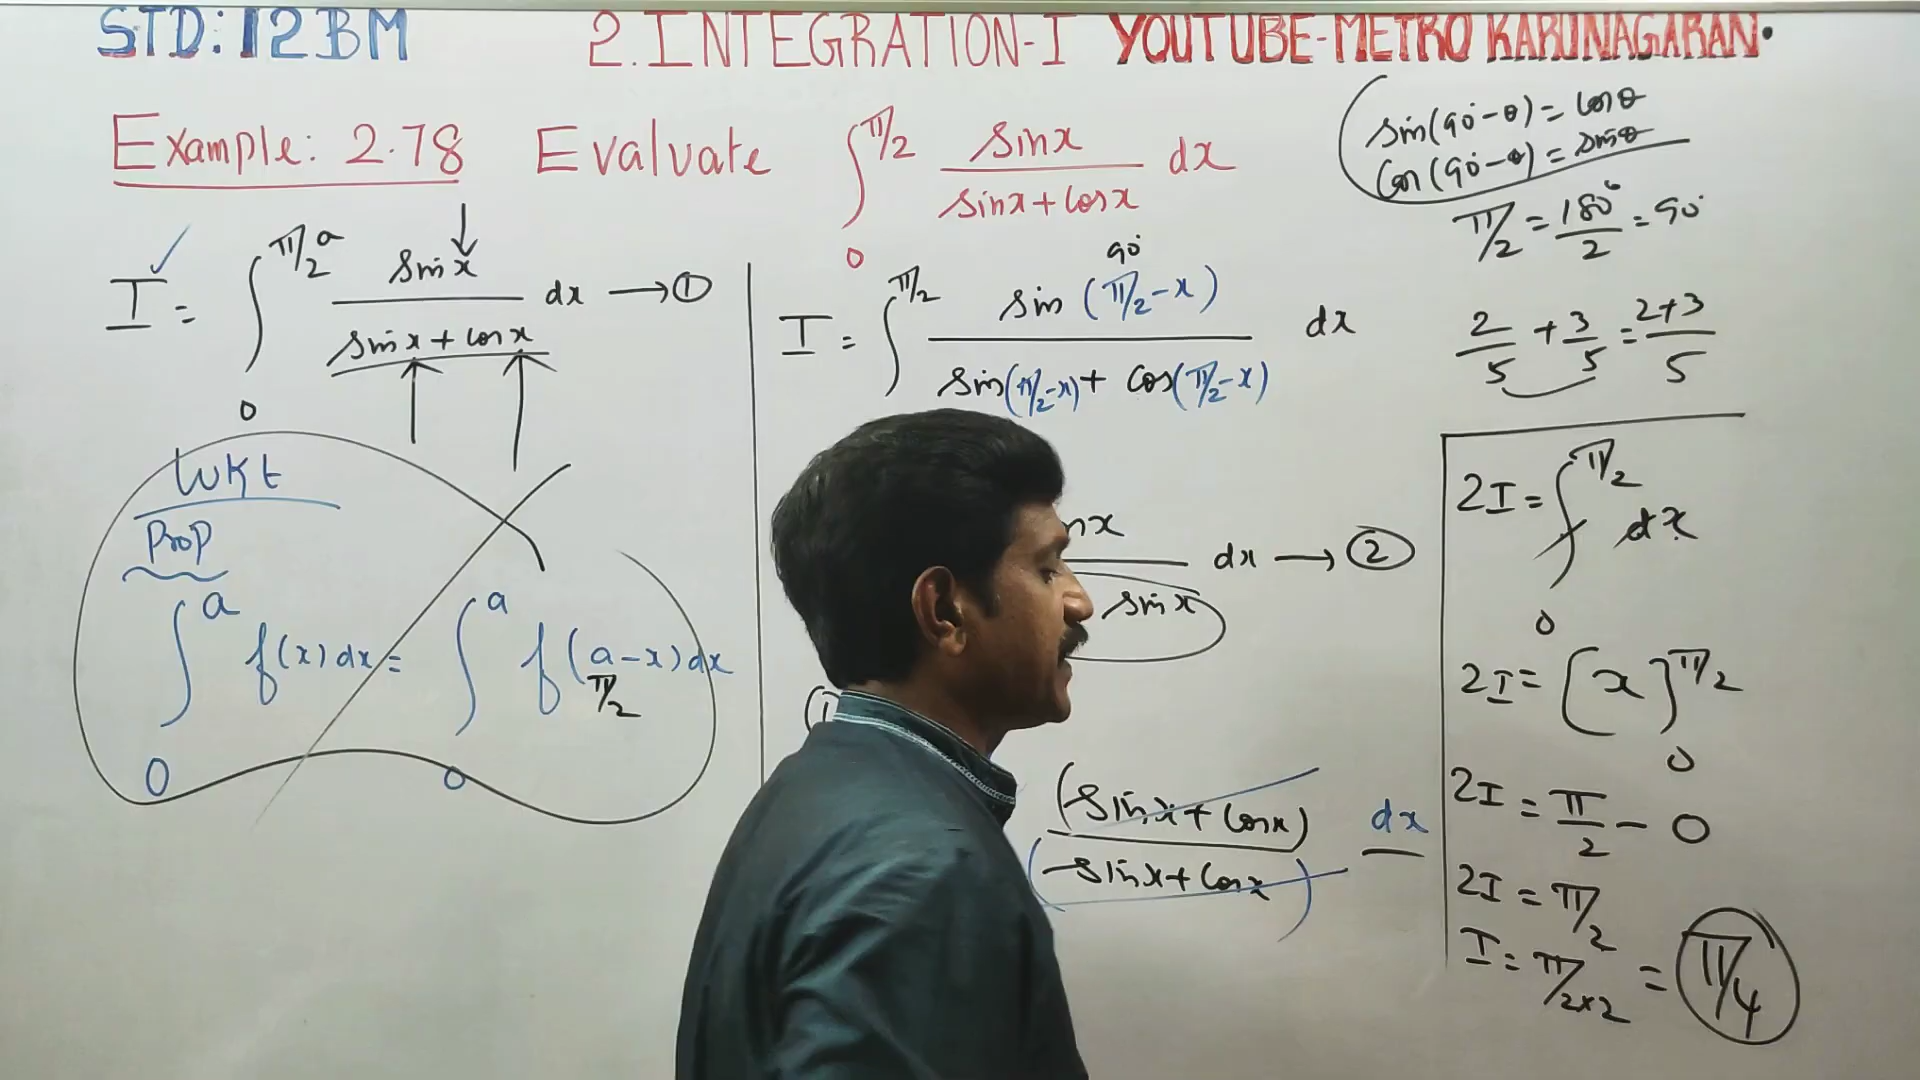 STD: 12BM 2. INTEGRATION-I YOUTUBE-METRO KARUNAGARAN.
Example: 2.78 Evaluate ∫₀^{π/2} sinx / (sinx + cosx) dx
I = ∫₀^{π/2} sinx / (sinx + cosx) dx → ①
a
WKt
Prop
∫₀^a f(x) dx = ∫₀^a f(a-x) dx
π/2
90°
I = ∫₀^{π/2} sin (π/2-x) / (sin(π/2-x) + cos(π/2-x)) dx
dx → ②
sinx
(sinx + cosx) / (sinx + cosx) dx
sin(90°-θ) = cosθ
cos(90°-θ) = sinθ
π/2 = 180°/2 = 90°
2/5 + 3/5 = (2+3)/5
2I = ∫₀^{π/2} dx
2I = [x]₀^{π/2}
2I = π/2 - 0
2I = π/2
I = π/2×2 = π/4